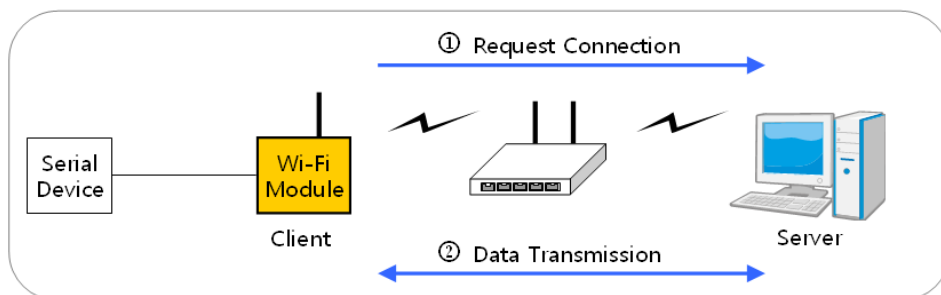 ① Request Connection
Serial
Device
Wi-Fi
Module
Client
Server
② Data Transmission